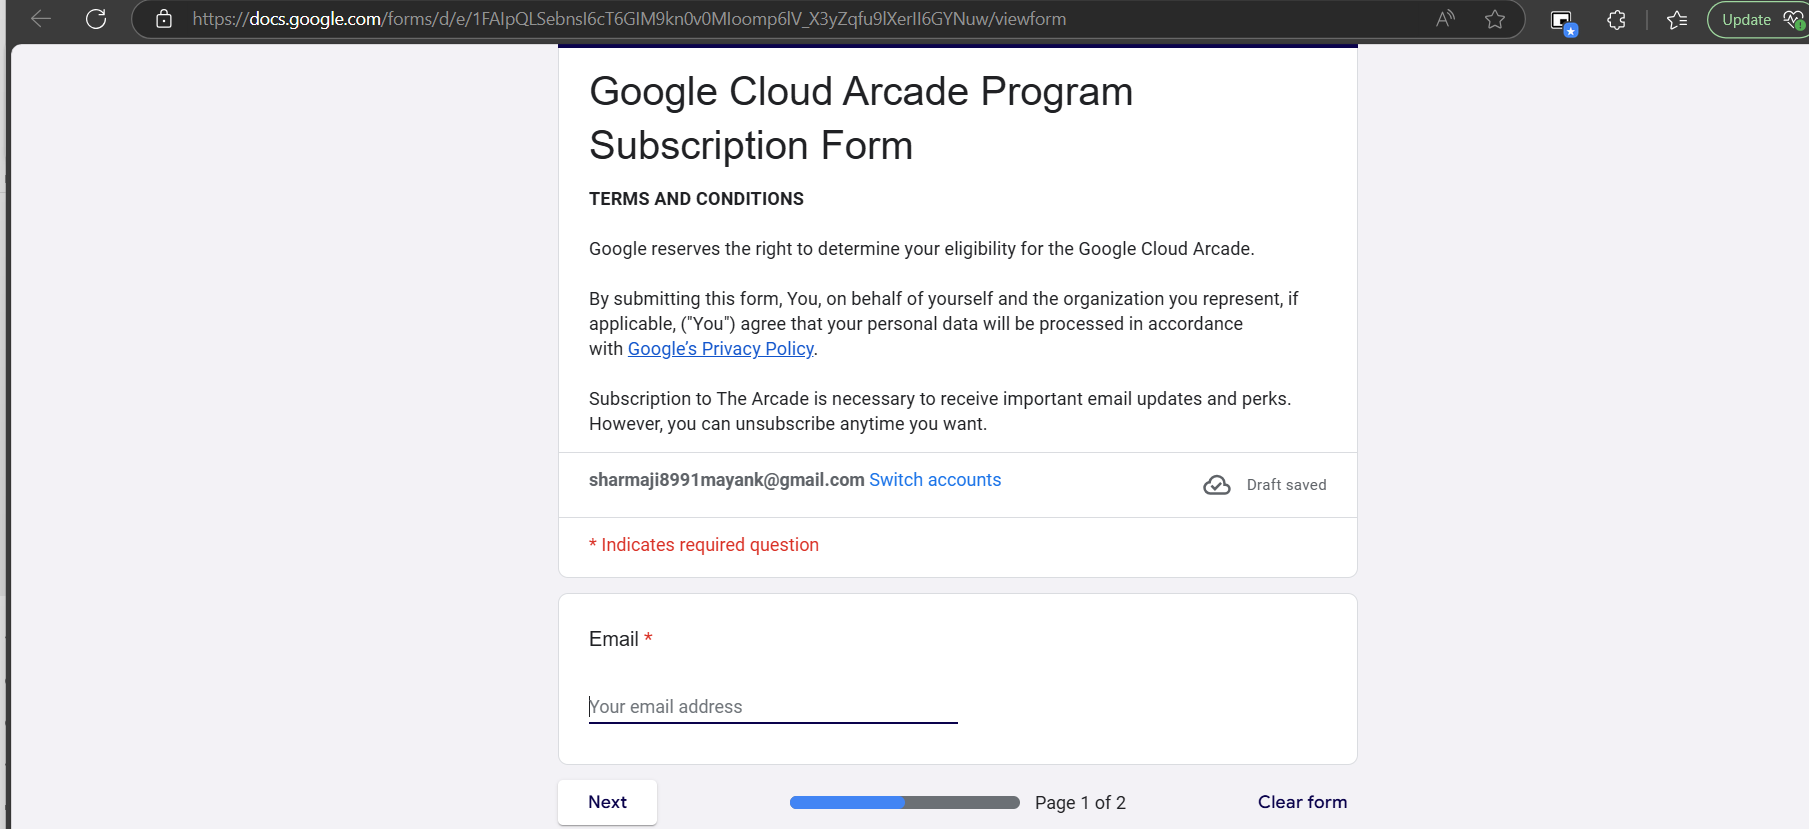 https://docs.google.com/forms/d/e/1FAIpQLSebnsI6cT6GIM9kn0v0MIoomp6lV_X3yZqfu9lXerII6GYNuw/viewform
Update
Google Cloud Arcade Program
Subscription Form
TERMS AND CONDITIONS
Google reserves the right to determine your eligibility for the Google Cloud Arcade.
By submitting this form, You, on behalf of yourself and the organization you represent, if
applicable, ("You") agree that your personal data will be processed in accordance
with Google’s Privacy Policy.
Subscription to The Arcade is necessary to receive important email updates and perks.
However, you can unsubscribe anytime you want.
sharmaji8991mayank@gmail.com Switch accounts
Draft saved
* Indicates required question
Email *
Your email address
Next
Page 1 of 2
Clear form